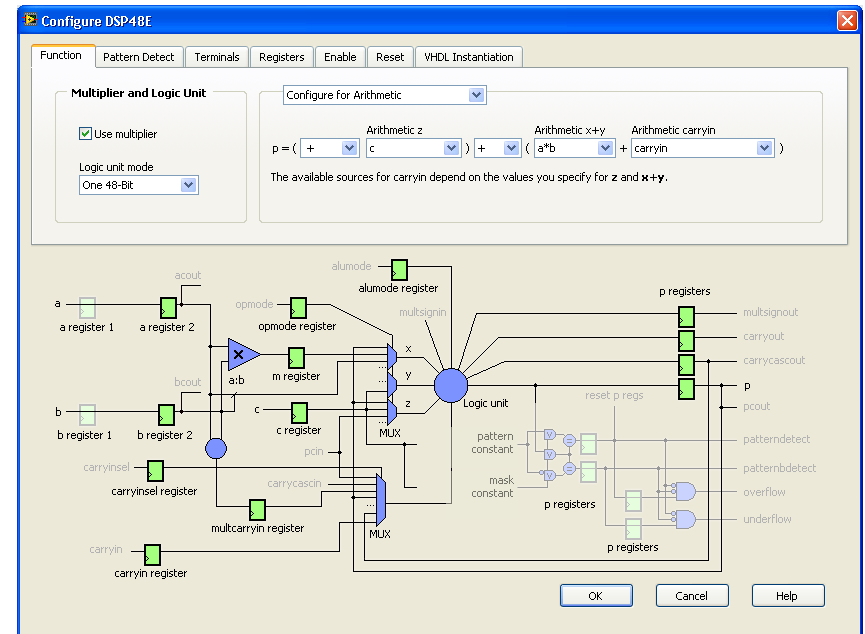 Configure DSP48E
Function Pattern Detect Terminals Registers Enable Reset VHDL Instantiation
Multiplier and Logic Unit
Use multiplier
Logic unit mode
One 48-Bit
Configure for Arithmetic
Arithmetic z Arithmetic x+y Arithmetic carryin
p = ( + c ) + ( a*b + carryin )
The available sources for carryin depend on the values you specify for z and x+y.
alumode
alumode register
acout
a
a register 1
a register 2
opmode
opmode register
multsignin
p registers
multsignout
carryout
carrycascout
p
pcout
x
a:b
m register
x
y
z
Logic unit
bcout
b
b register 1
b register 2
c
c register
MUX
pcin
reset p regs
pattern
constant
mask
constant
p registers
patterndetect
patternbdetect
overflow
underflow
p registers
carryinsel
carryinsel register
carrycascin
multcarryin register
...
MUX
carryin
carryin register
OK Cancel Help